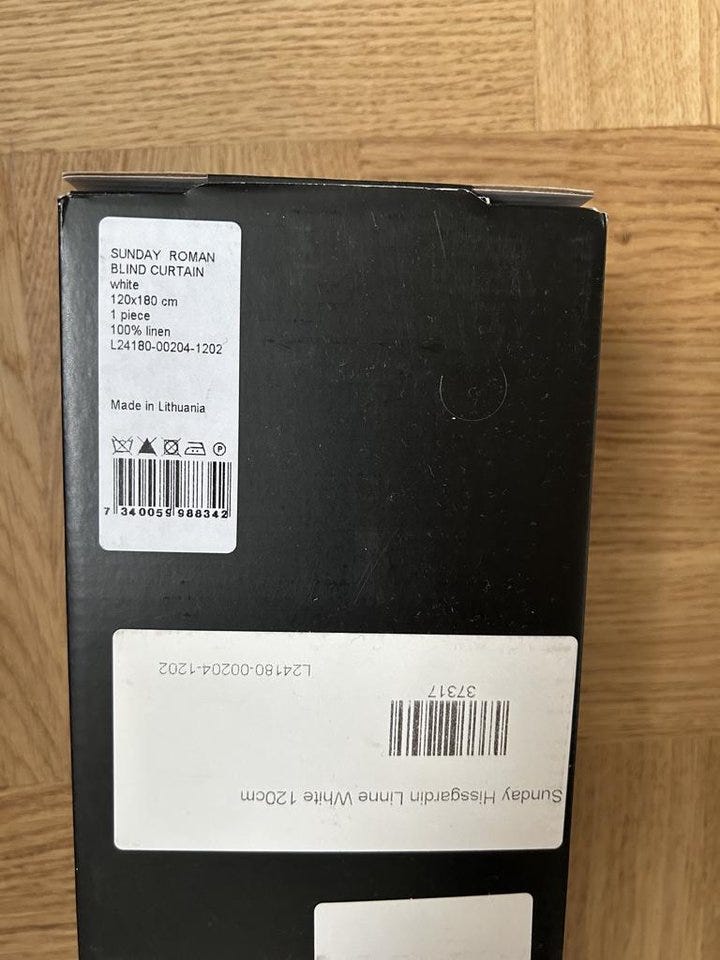 SUNDAY ROMAN
BLIND CURTAIN
white
120x180 cm
1 piece
100% linen
L24180-00204-1202
Made in Lithuania
P
7 340059 988342
Sunday Hissgardin Linne White 120cm
37317
L24180-00204-1202